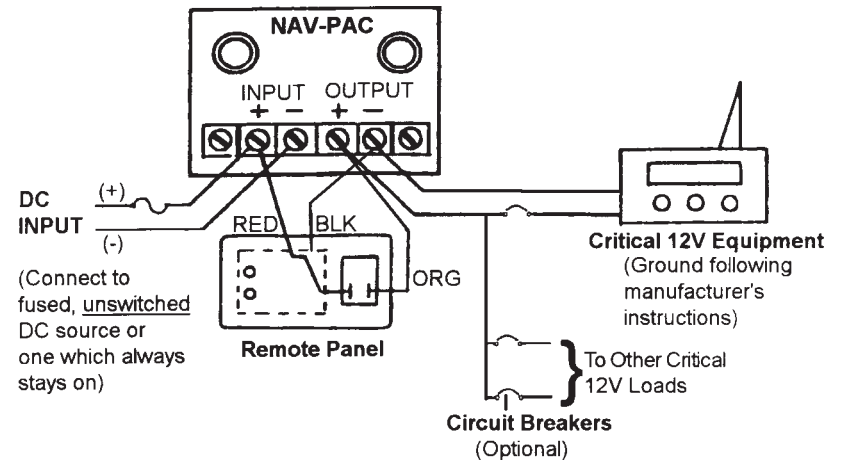 NAV-PAC
INPUT OUTPUT
+ − + −
DC
INPUT
(+)
(-)
RED
BLK
ORG
(Connect to
fused, unswitched
DC source or
one which always
stays on)
Remote Panel
Critical 12V Equipment
(Ground following
manufacturer's
instructions)
To Other Critical
12V Loads
Circuit Breakers
(Optional)